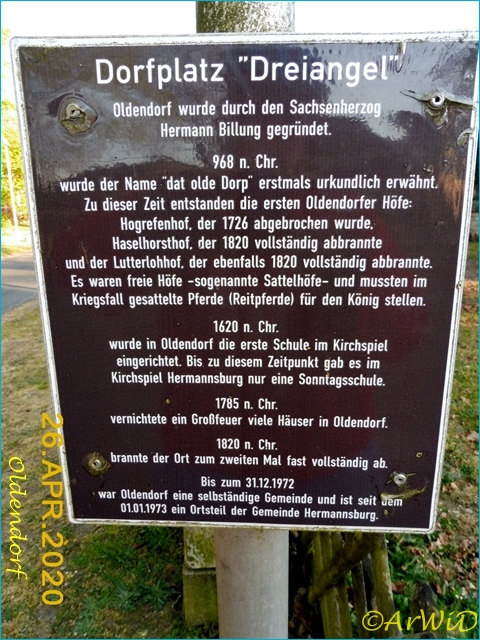 Dorfplatz "Dreiangel"
Oldendorf wurde durch den Sachsenherzog
Hermann Billung gegründet.
968 n. Chr.
wurde der Name "dat olde Dorp" erstmals urkundlich erwähnt.
Zu dieser Zeit entstanden die ersten Oldendorfer Höfe:
Hogrefenhof, der 1726 abgebrochen wurde,
Haselhorsthof, der 1820 vollständig abbrannte
und der Lutterlohhof, der ebenfalls 1820 vollständig abbrannte.
Es waren freie Höfe -sogenannte Sattelhöfe- und mussten im
Kriegsfall gesattelte Pferde (Reitpferde) für den König stellen.
1620 n. Chr.
wurde in Oldendorf die erste Schule im Kirchspiel
eingerichtet. Bis zu diesem Zeitpunkt gab es im
Kirchspiel Hermannsburg nur eine Sonntagsschule.
1785 n. Chr.
vernichtete ein Großfeuer viele Häuser in Oldendorf.
1820 n. Chr.
brannte der Ort zum zweiten Mal fast vollständig ab.
Bis zum 31.12.1972
war Oldendorf eine selbständige Gemeinde und ist seit dem
01.01.1973 ein Ortsteil der Gemeinde Hermannsburg.
Oldendorf
26.APR.2020
©ArWiD